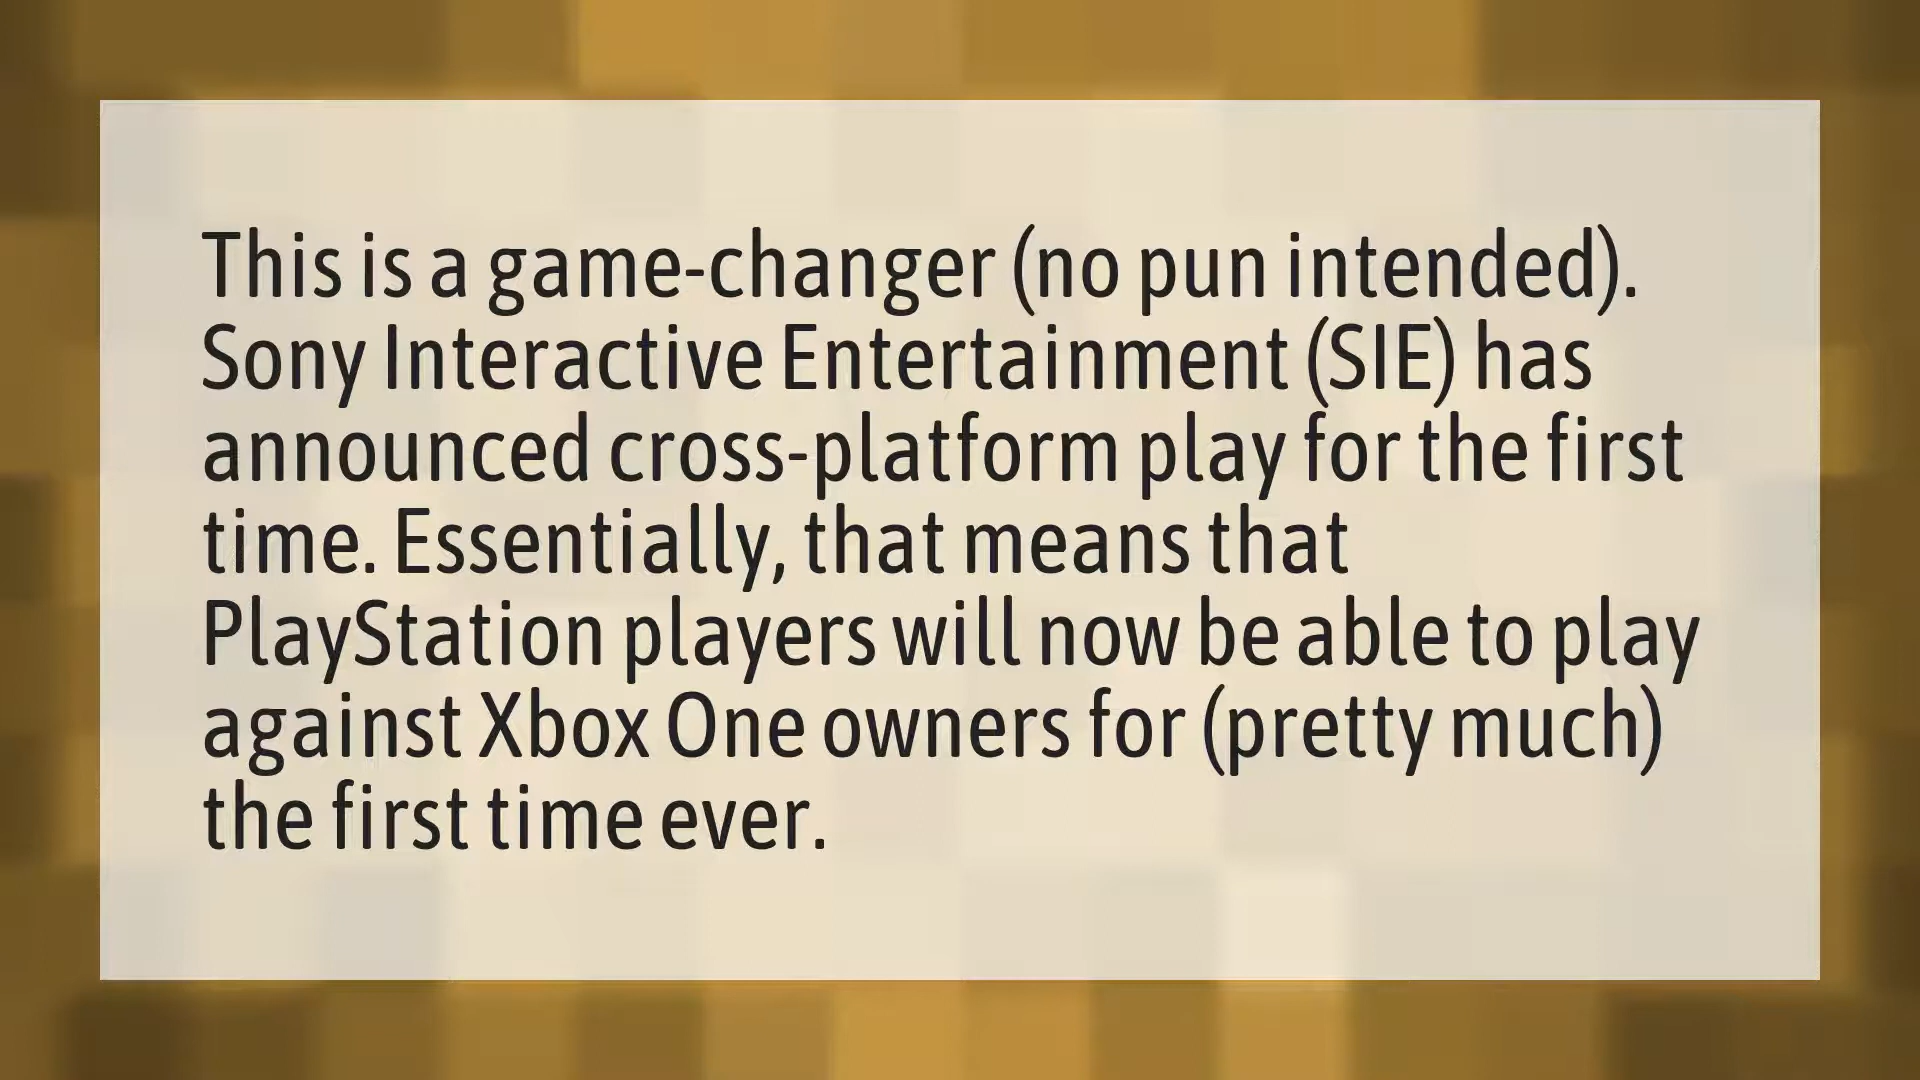 This is a game-changer (no pun intended).
Sony Interactive Entertainment (SIE) has
announced cross-platform play for the first
time. Essentially, that means that
PlayStation players will now be able to play
against Xbox One owners for (pretty much)
the first time ever.